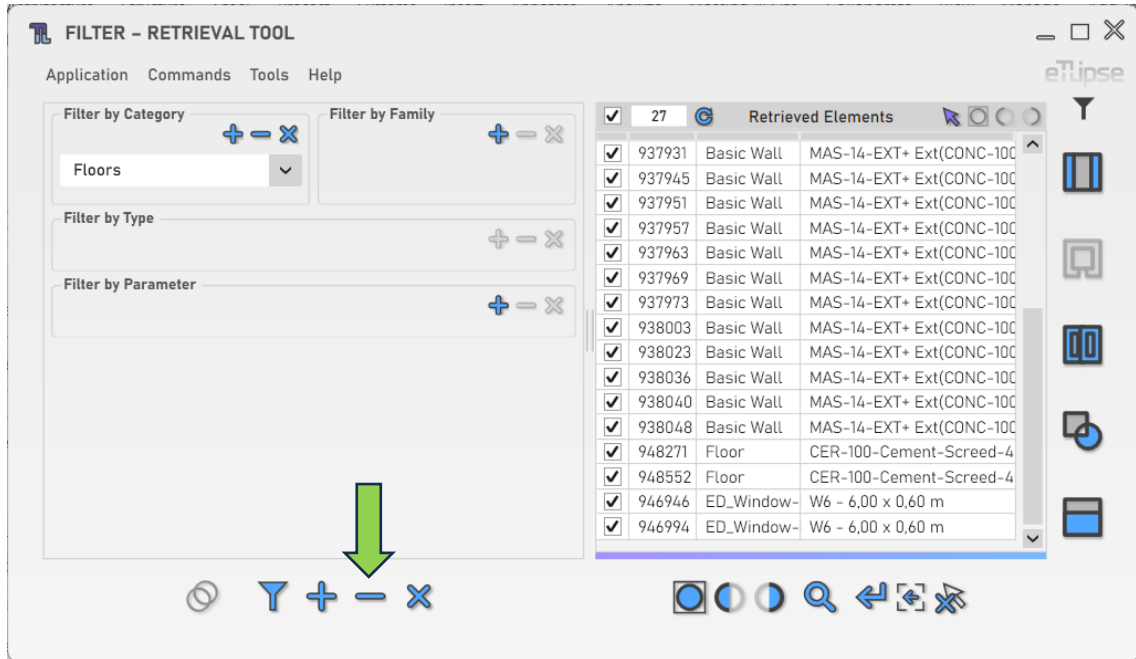 FILTER – RETRIEVAL TOOL
eTLipse
Application Commands Tools Help
Filter by Category
Floors
Filter by Family
Filter by Type
Filter by Parameter
27 Retrieved Elements
937931 Basic Wall MAS-14-EXT+ Ext(CONC-100
937945 Basic Wall MAS-14-EXT+ Ext(CONC-100
937951 Basic Wall MAS-14-EXT+ Ext(CONC-100
937957 Basic Wall MAS-14-EXT+ Ext(CONC-100
937963 Basic Wall MAS-14-EXT+ Ext(CONC-100
937969 Basic Wall MAS-14-EXT+ Ext(CONC-100
937973 Basic Wall MAS-14-EXT+ Ext(CONC-100
938003 Basic Wall MAS-14-EXT+ Ext(CONC-100
938023 Basic Wall MAS-14-EXT+ Ext(CONC-100
938036 Basic Wall MAS-14-EXT+ Ext(CONC-100
938040 Basic Wall MAS-14-EXT+ Ext(CONC-100
938048 Basic Wall MAS-14-EXT+ Ext(CONC-100
948271 Floor CER-100-Cement-Screed-4
948552 Floor CER-100-Cement-Screed-4
946946 ED_Window- W6 - 6,00 x 0,60 m
946994 ED_Window- W6 - 6,00 x 0,60 m